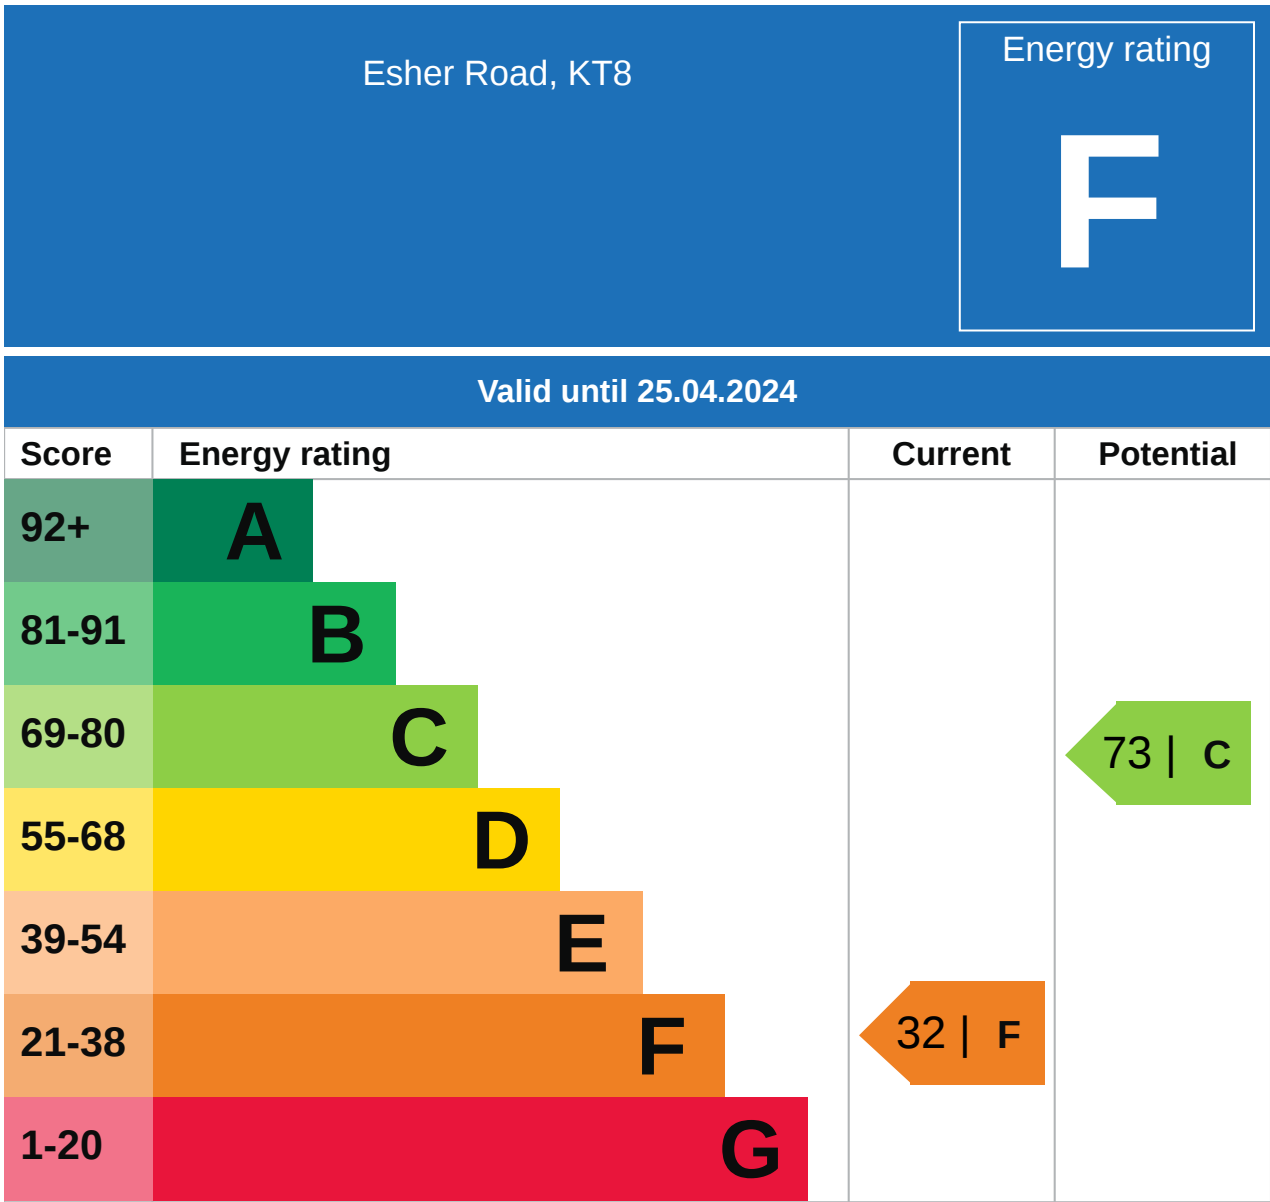 Esher Road, KT8
Energy rating
F
Valid until 25.04.2024
Score Energy rating Current Potential
92+ A
81-91 B
69-80 C
73 | C
55-68 D
39-54 E
21-38 F
32 | F
1-20 G